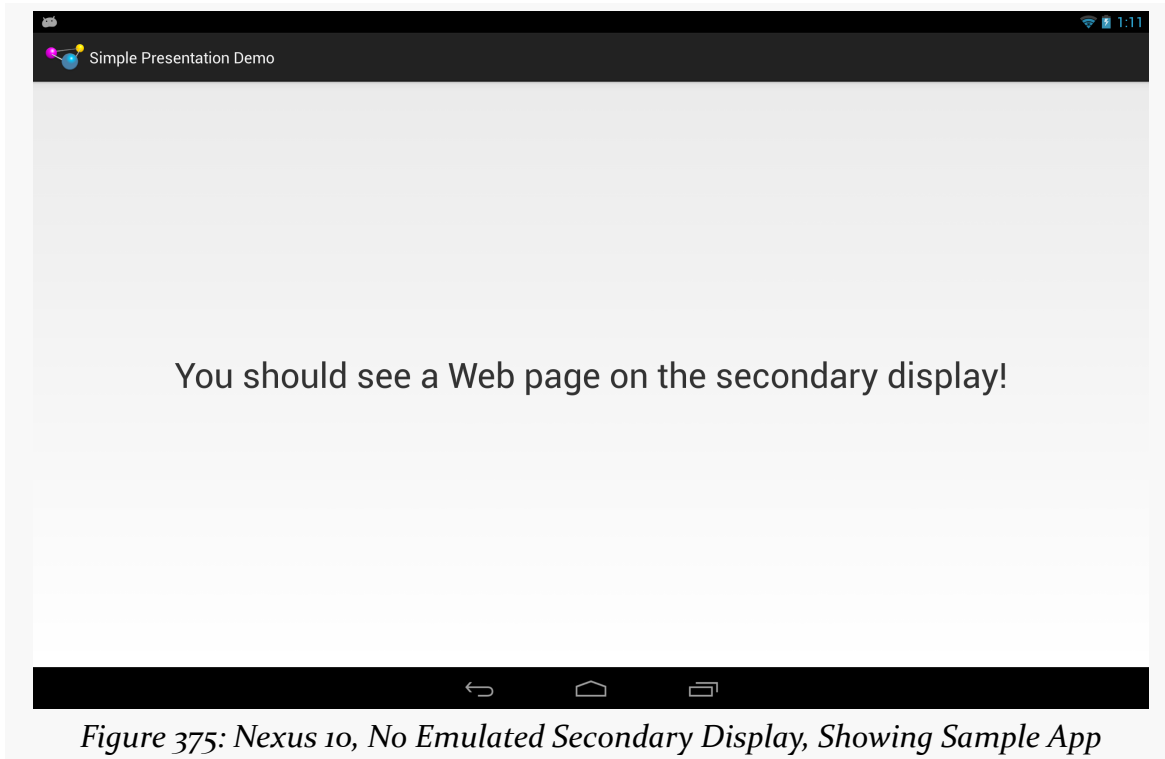 1:11
Simple Presentation Demo
You should see a Web page on the secondary display!
Figure 375: Nexus 10, No Emulated Secondary Display, Showing Sample App